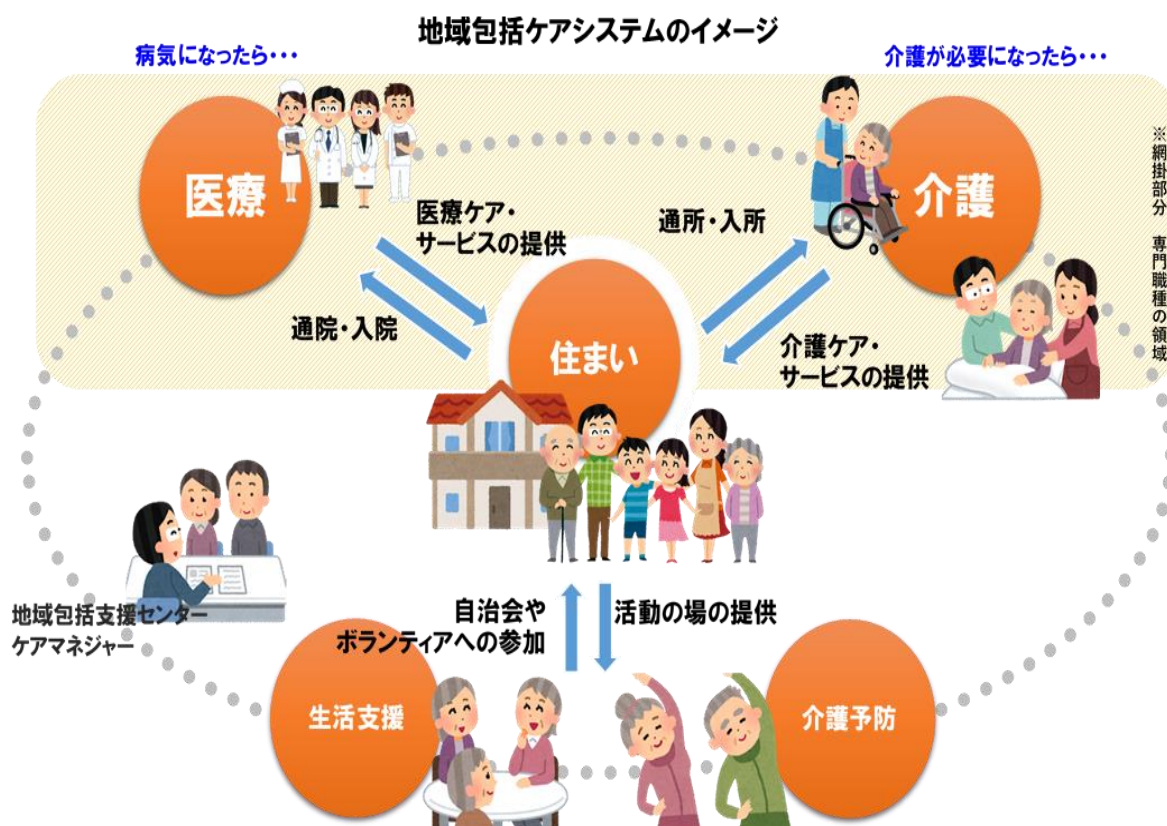 地域包括ケアシステムのイメージ
病気になったら・・・
介護が必要になったら・・・
医療
介護
※網掛部分　専門職種の領域
医療ケア・
サービスの提供
通所・入所
通院・入院
住まい
介護ケア・
サービスの提供
地域包括支援センター
ケアマネジャー
自治会や
ボランティアへの参加
活動の場の提供
生活支援
介護予防